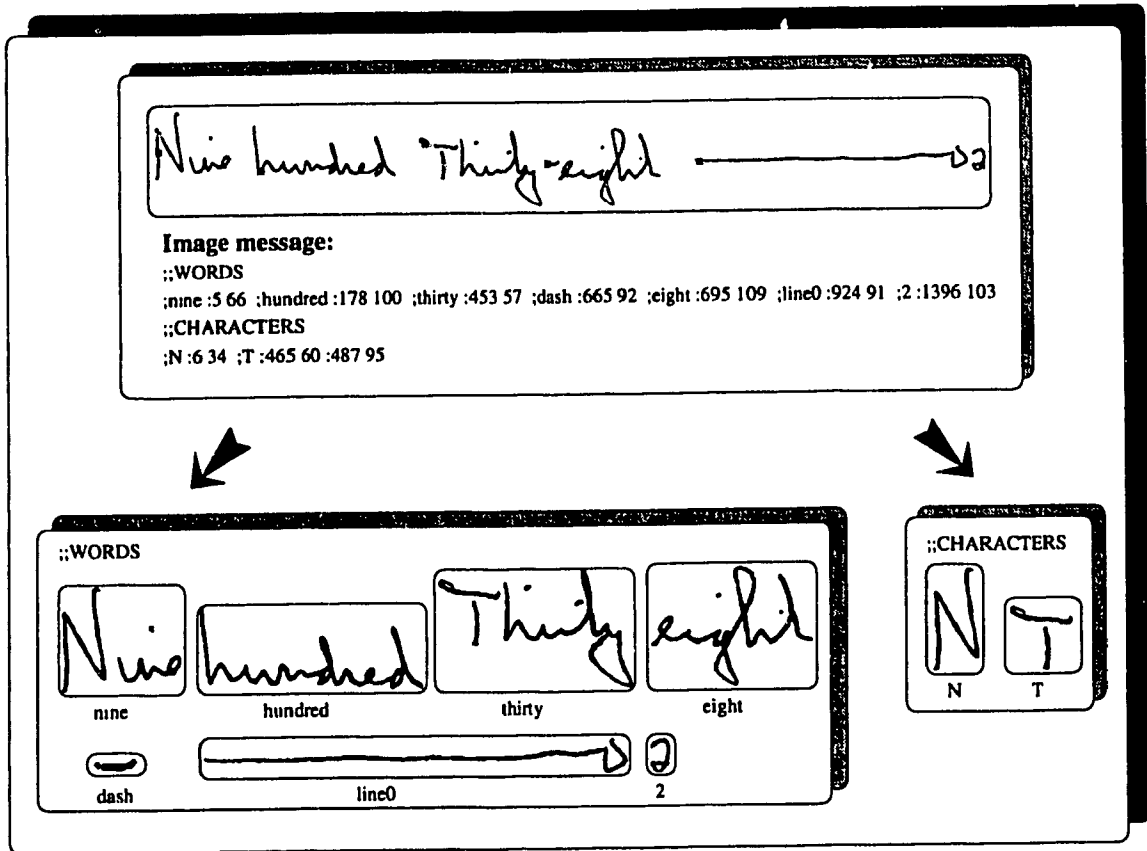 Nine hundred Thirty-eight — 02
Image message:
;;WORDS
;nine :5 66 ;hundred :178 100 ;thirty :453 57 ;dash :665 92 ;eight :695 109 ;line0 :924 91 ;2 :1396 103
;;CHARACTERS
;N :6 34 ;T :465 60 :487 95
;;WORDS
Nine hundred Thirty eight
nine hundred thirty eight
- —0 2
dash line0 2
;;CHARACTERS
N T
N T